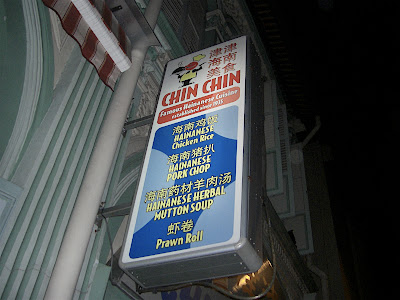 津津
海南
美食
CHIN CHIN
Famous Hainanese Cuisine
established since 1935
海南鸡饭
HAINANESE
Chicken Rice
海南猪扒
HAINANESE
PORK CHOP
海南药材羊肉汤
HAINANESE HERBAL
MUTTON SOUP
虾卷
Prawn Roll